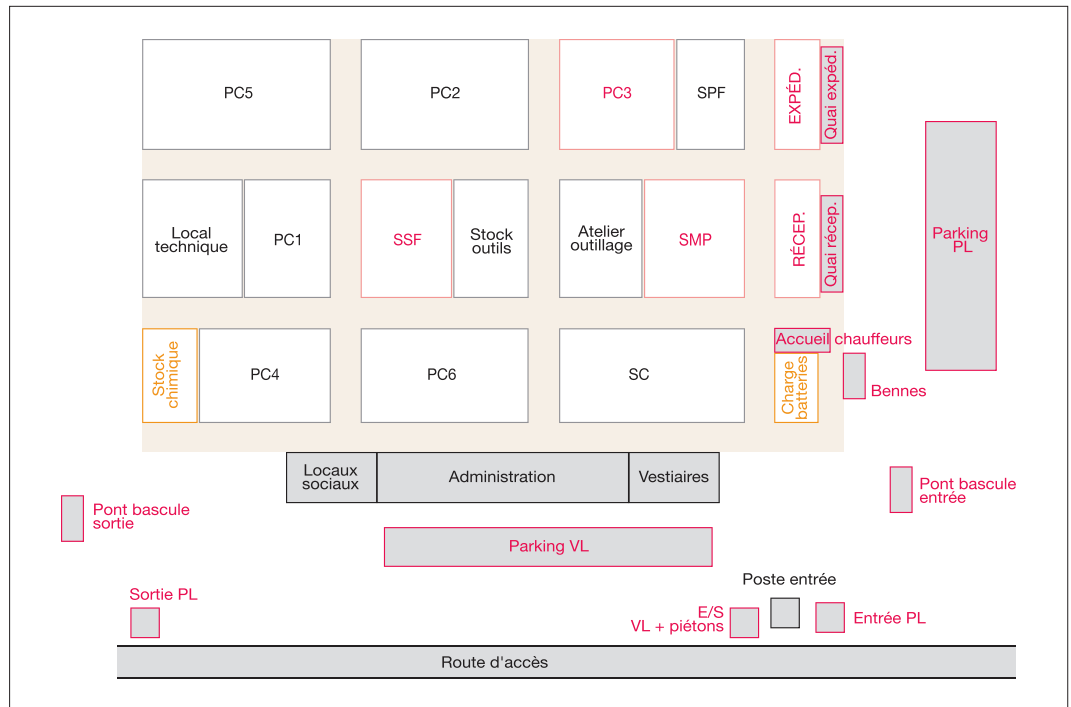 PC5
PC2
PC3
SPF
EXPÉD.
Quai expéd.
Local
technique
PC1
SSF
Stock
outils
Atelier
outillage
SMP
RÉCEP.
Quai récep.
Parking
PL
Stock
chimique
PC4
PC6
SC
Accueil chauffeurs
Charge
batteries
Bennes
Locaux
sociaux
Administration
Vestiaires
Pont bascule
sortie
Pont bascule
entrée
Parking VL
Sortie PL
Poste entrée
E/S
VL + piétons
Entrée PL
Route d'accès